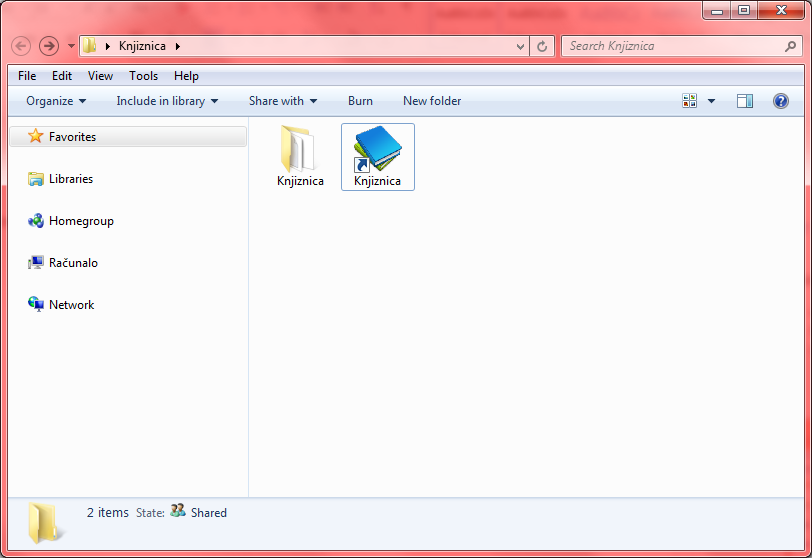 Knjiznica
Search Knjiznica
File Edit View Tools Help
Organize Include in library Share with Burn New folder
Favorites
Libraries
Homegroup
Računalo
Network
Knjiznica
Knjiznica
2 items State: Shared